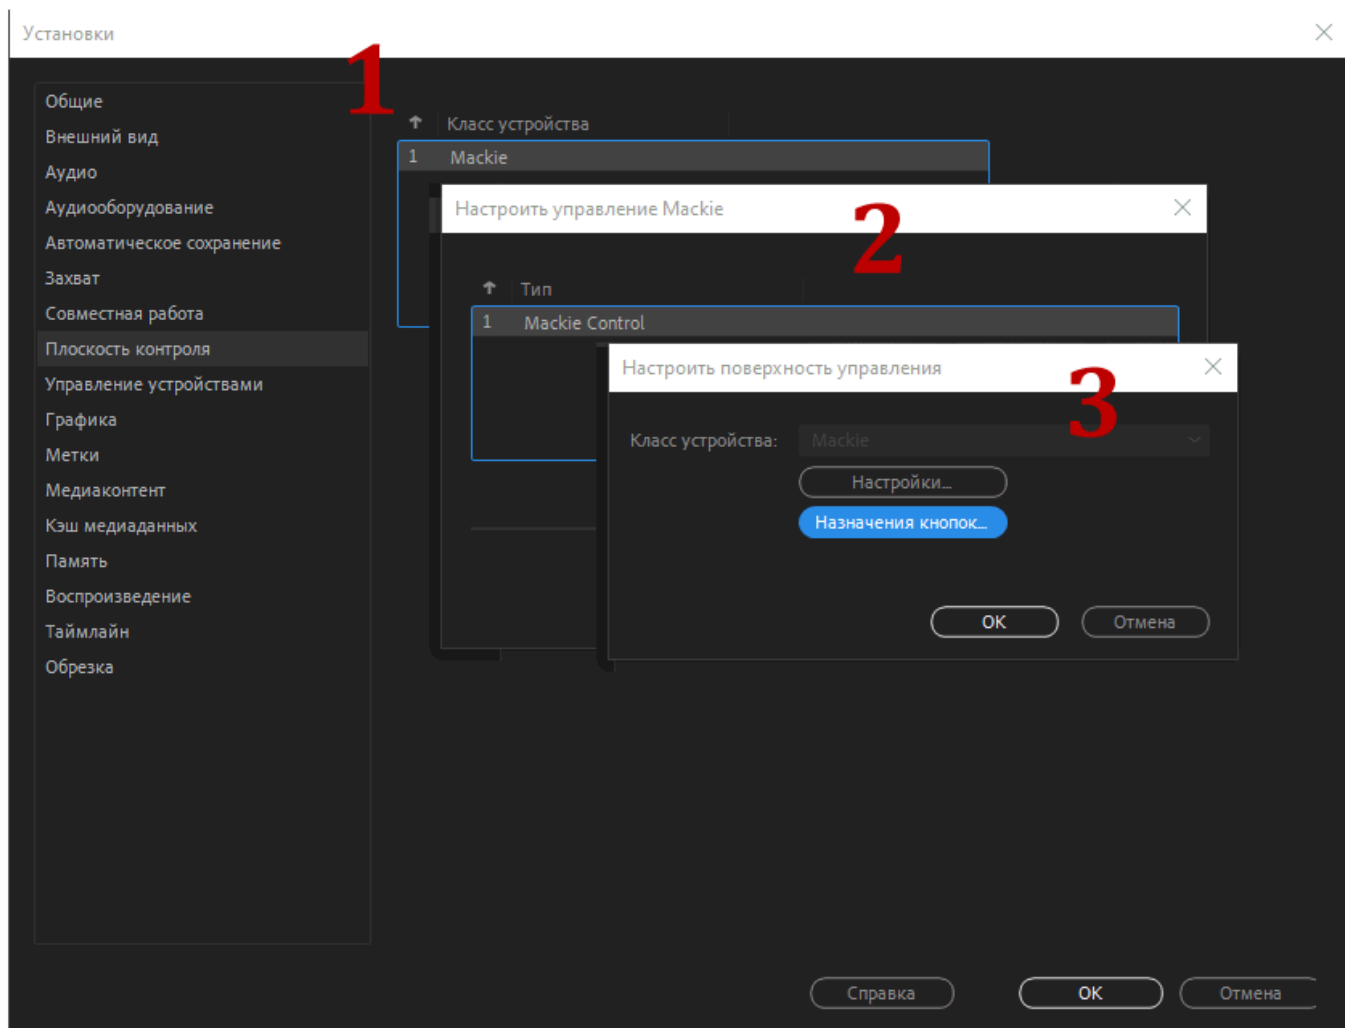 Установки
1
Общие
Внешний вид
Аудио
Аудиооборудование
Автоматическое сохранение
Захват
Совместная работа
Плоскость контроля
Управление устройствами
Графика
Метки
Медиаконтент
Кэш медиаданных
Память
Воспроизведение
Таймлайн
Обрезка
Класс устройства
1 Mackie
Настроить управление Mackie
2
Тип
1 Mackie Control
Настроить поверхность управления
3
Класс устройства: Mackie
Настройки...
Назначения кнопок...
ОК Отмена
Справка ОК Отмена